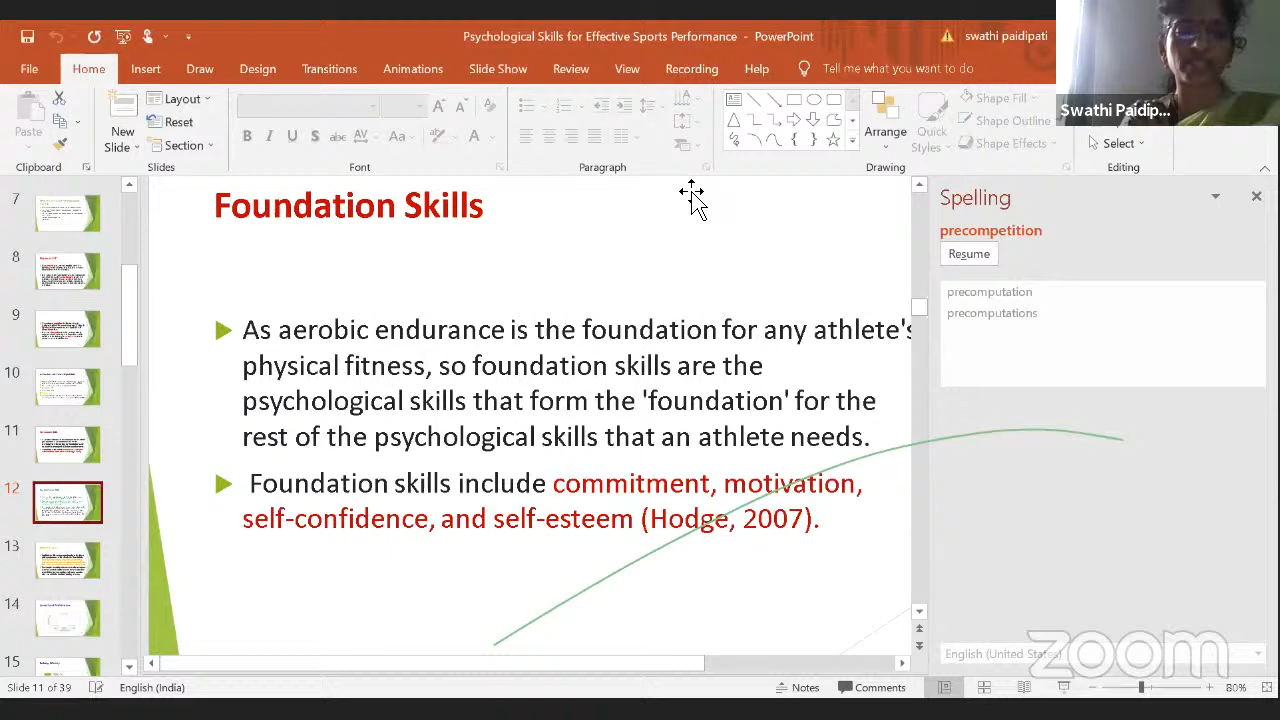 Psychological Skills for Effective Sports Performance - PowerPoint
swathi paidipati
File Home Insert Draw Design Transitions Animations Slide Show Review View Recording Help Tell me what you want to do
Swathi Paidip...
Paste
Clipboard
New
Slide
Layout
Reset
Section
Slides
B I U S abc AV Aa A
Font
Paragraph
Arrange
Quick
Styles
Shape Fill
Shape Outline
Shape Effects
Drawing
Select
Editing
7
8
9
10
11
12
13
14
15
Foundation Skills
As aerobic endurance is the foundation for any athlete's
physical fitness, so foundation skills are the
psychological skills that form the 'foundation' for the
rest of the psychological skills that an athlete needs.
Foundation skills include commitment, motivation,
self-confidence, and self-esteem (Hodge, 2007).
Spelling
precompetition
Resume
precomputation
precomputations
English (United States)
zoom
Slide 11 of 39 English (India) Notes Comments 80%